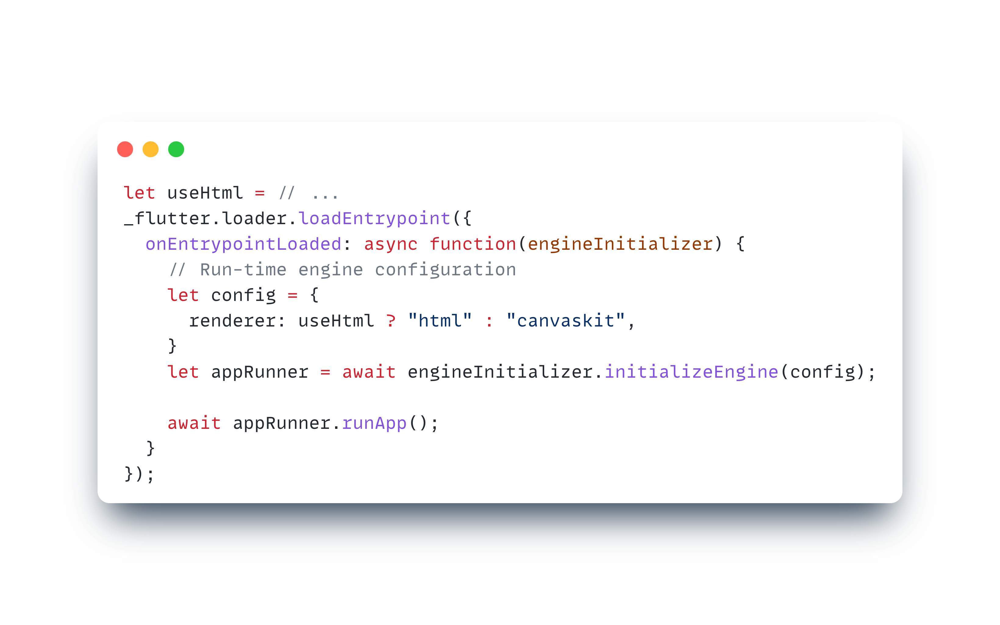 let useHtml = // ...
_flutter.loader.loadEntrypoint({
  onEntrypointLoaded: async function(engineInitializer) {
    // Run-time engine configuration
    let config = {
      renderer: useHtml ? "html" : "canvaskit",
    }
    let appRunner = await engineInitializer.initializeEngine(config);

    await appRunner.runApp();
  }
});